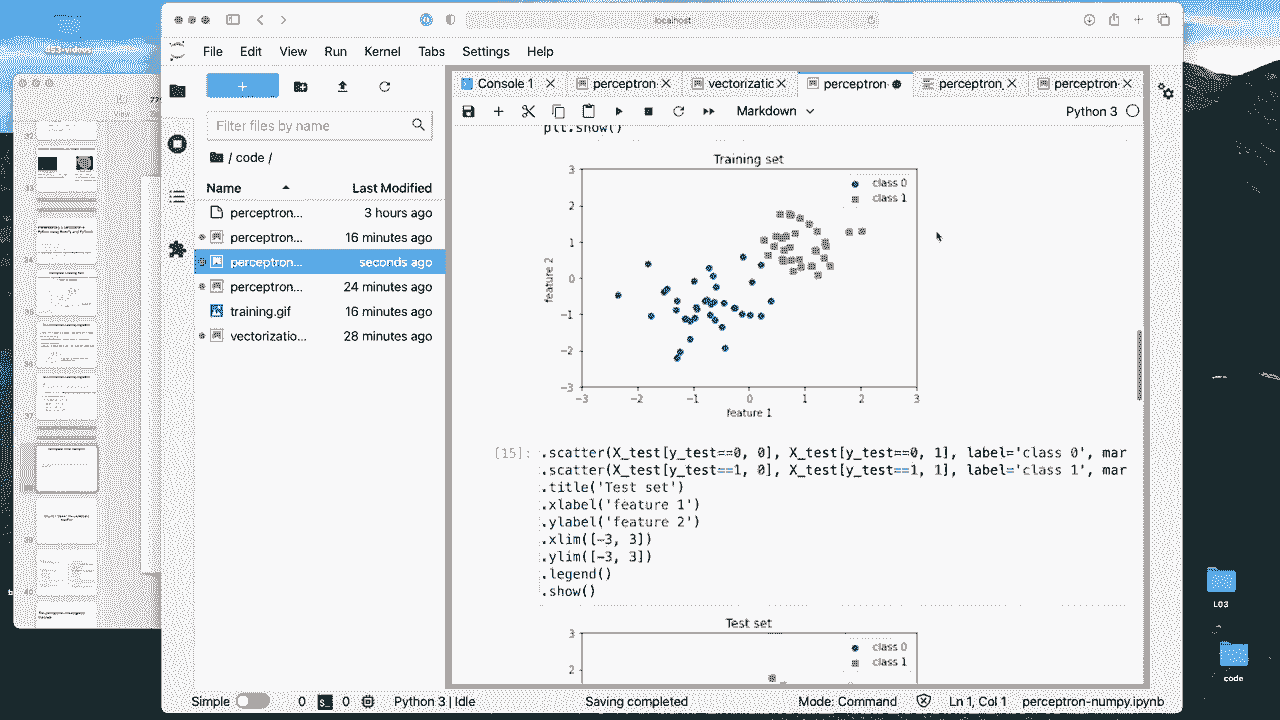 localhost
File Edit View Run Kernel Tabs Settings Help
Console 1
perceptron
vectorizatic
perceptron
perceptron_
perceptron-
Markdown
Python 3
Filter files by name
/ code /
Name
Last Modified
perceptron... 3 hours ago
perceptron... 16 minutes ago
perceptron... seconds ago
perceptron... 24 minutes ago
training.gif 16 minutes ago
vectorizatio... 28 minutes ago
plt.show()
Training set
class 0
class 1
3
2
1
0
−1
−2
−3
feature 2
−3 −2 −1 0 1 2 3
feature 1
[15]:
.scatter(X_test[y_test==0, 0], X_test[y_test==0, 1], label='class 0', mar
.scatter(X_test[y_test==1, 0], X_test[y_test==1, 1], label='class 1', mar
.title('Test set')
.xlabel('feature 1')
.ylabel('feature 2')
.xlim([-3, 3])
.ylim([-3, 3])
.legend()
.show()
Test set
3
2
class 0
class 1
Simple 0 0 Python 3 | Idle Saving completed Mode: Command Ln 1, Col 1 perceptron-numpy.ipynb
L03
code